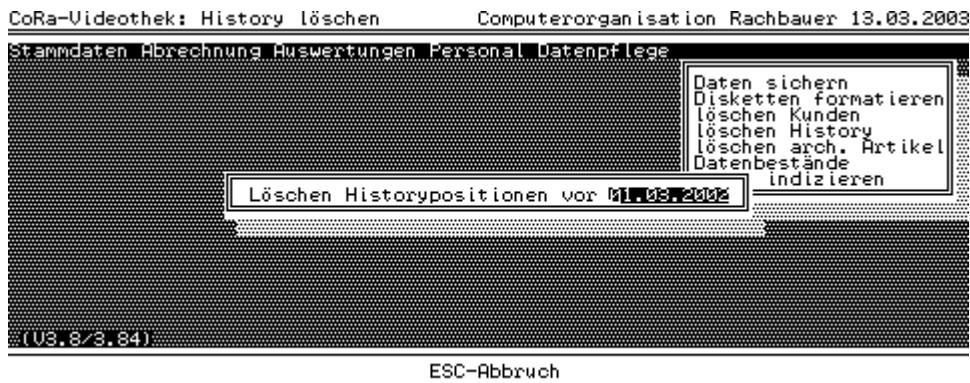 CoRa-Videothek: History löschen Computerorganisation Rachbauer 13.03.2003
Stammdaten Abrechnung Auswertungen Personal Datenpflege
Daten sichern
Disketten formatieren
löschen Kunden
löschen History
löschen arch. Artikel
Datenbestände
indizieren
Löschen Historypositionen vor 01.03.2002
(V3.8/3.84)
ESC-Abbruch